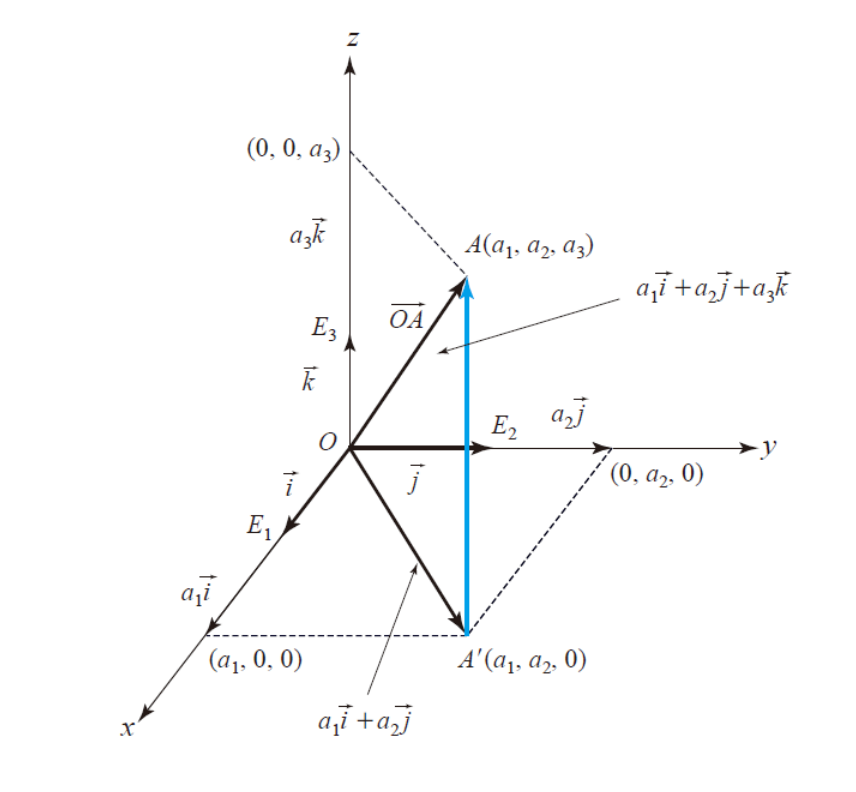 z
(0, 0, a₃)
a₃k⃗
A(a₁, a₂, a₃)
a₁i⃗ + a₂j⃗ + a₃k⃗
OA⃗
E₃
k⃗
O
E₂
a₂j⃗
y
(0, a₂, 0)
i⃗
j⃗
E₁
a₁i⃗
(a₁, 0, 0)
A′(a₁, a₂, 0)
x
a₁i⃗ + a₂j⃗